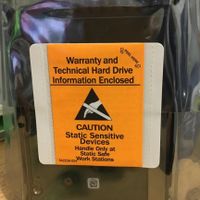 Warranty and
Technical Hard Drive
Information Enclosed
CAUTION
Static Sensitive
Devices
Handle Only at
Static Safe
Work Stations